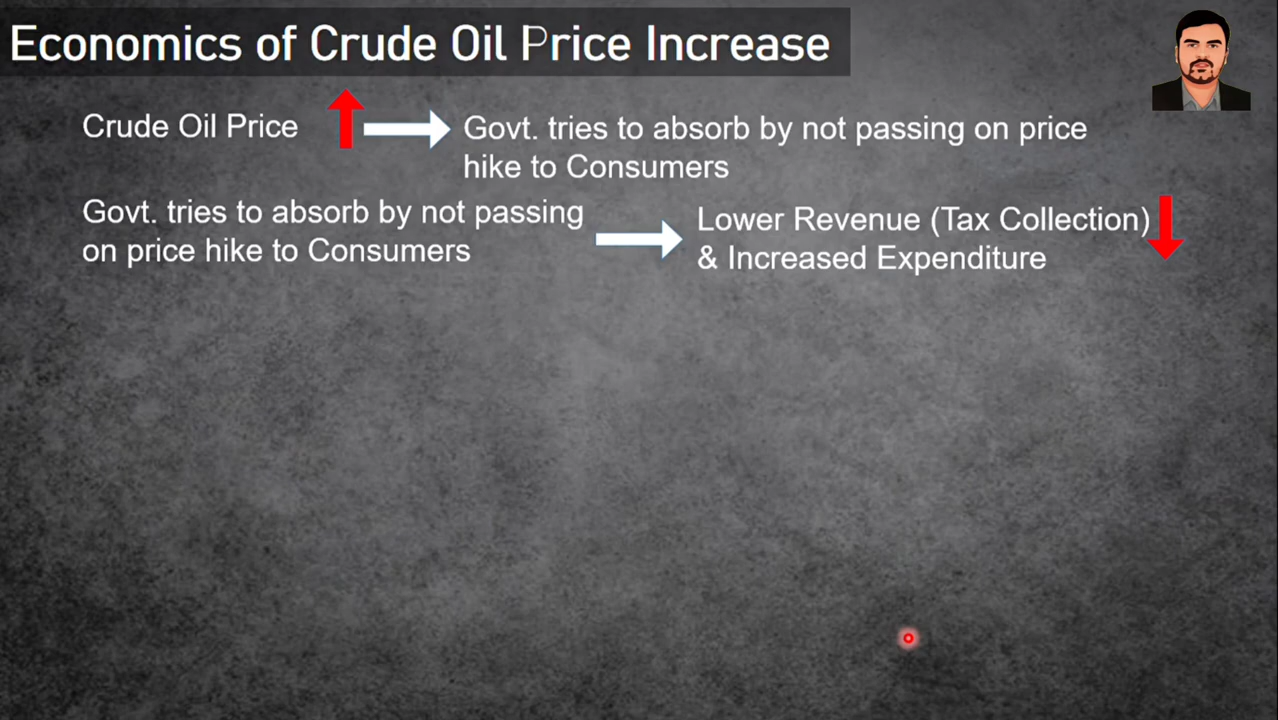 Economics of Crude Oil Price Increase
Crude Oil Price
Govt. tries to absorb by not passing on price
hike to Consumers
Govt. tries to absorb by not passing
on price hike to Consumers
Lower Revenue (Tax Collection)
& Increased Expenditure